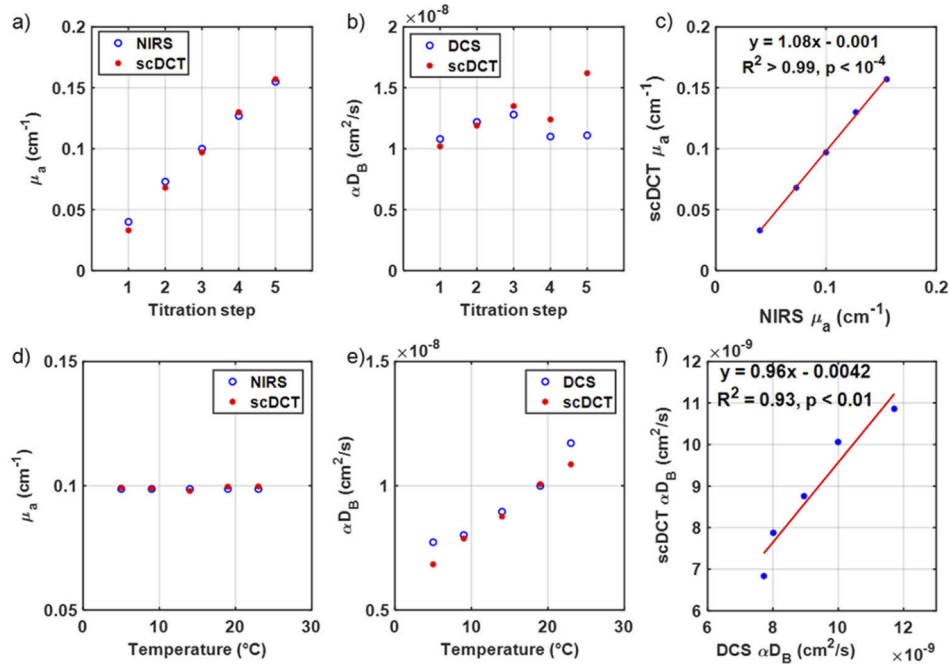 a)
0.2
0.15
0.1
0.05
0
μa (cm-1)
NIRS
scDCT
1 2 3 4 5
Titration step
b)
×10-8
2
1.5
1
0.5
0
αDB (cm2/s)
DCS
scDCT
1 2 3 4 5
Titration step
c)
0.2
0.15
0.1
0.05
0
scDCT μa (cm-1)
y = 1.08x - 0.001
R2 > 0.99, p < 10-4
0 0.1 0.2
NIRS μa (cm-1)
d)
0.15
0.1
0.05
μa (cm-1)
NIRS
scDCT
0 10 20 30
Temperature (°C)
e)
×10-8
1.5
1
0.5
αDB (cm2/s)
DCS
scDCT
0 10 20 30
Temperature (°C)
f)
×10-9
12
11
10
9
8
7
6
scDCT αDB (cm2/s)
y = 0.96x - 0.0042
R2 = 0.93, p < 0.01
6 8 10 12
×10-9
DCS αDB (cm2/s)